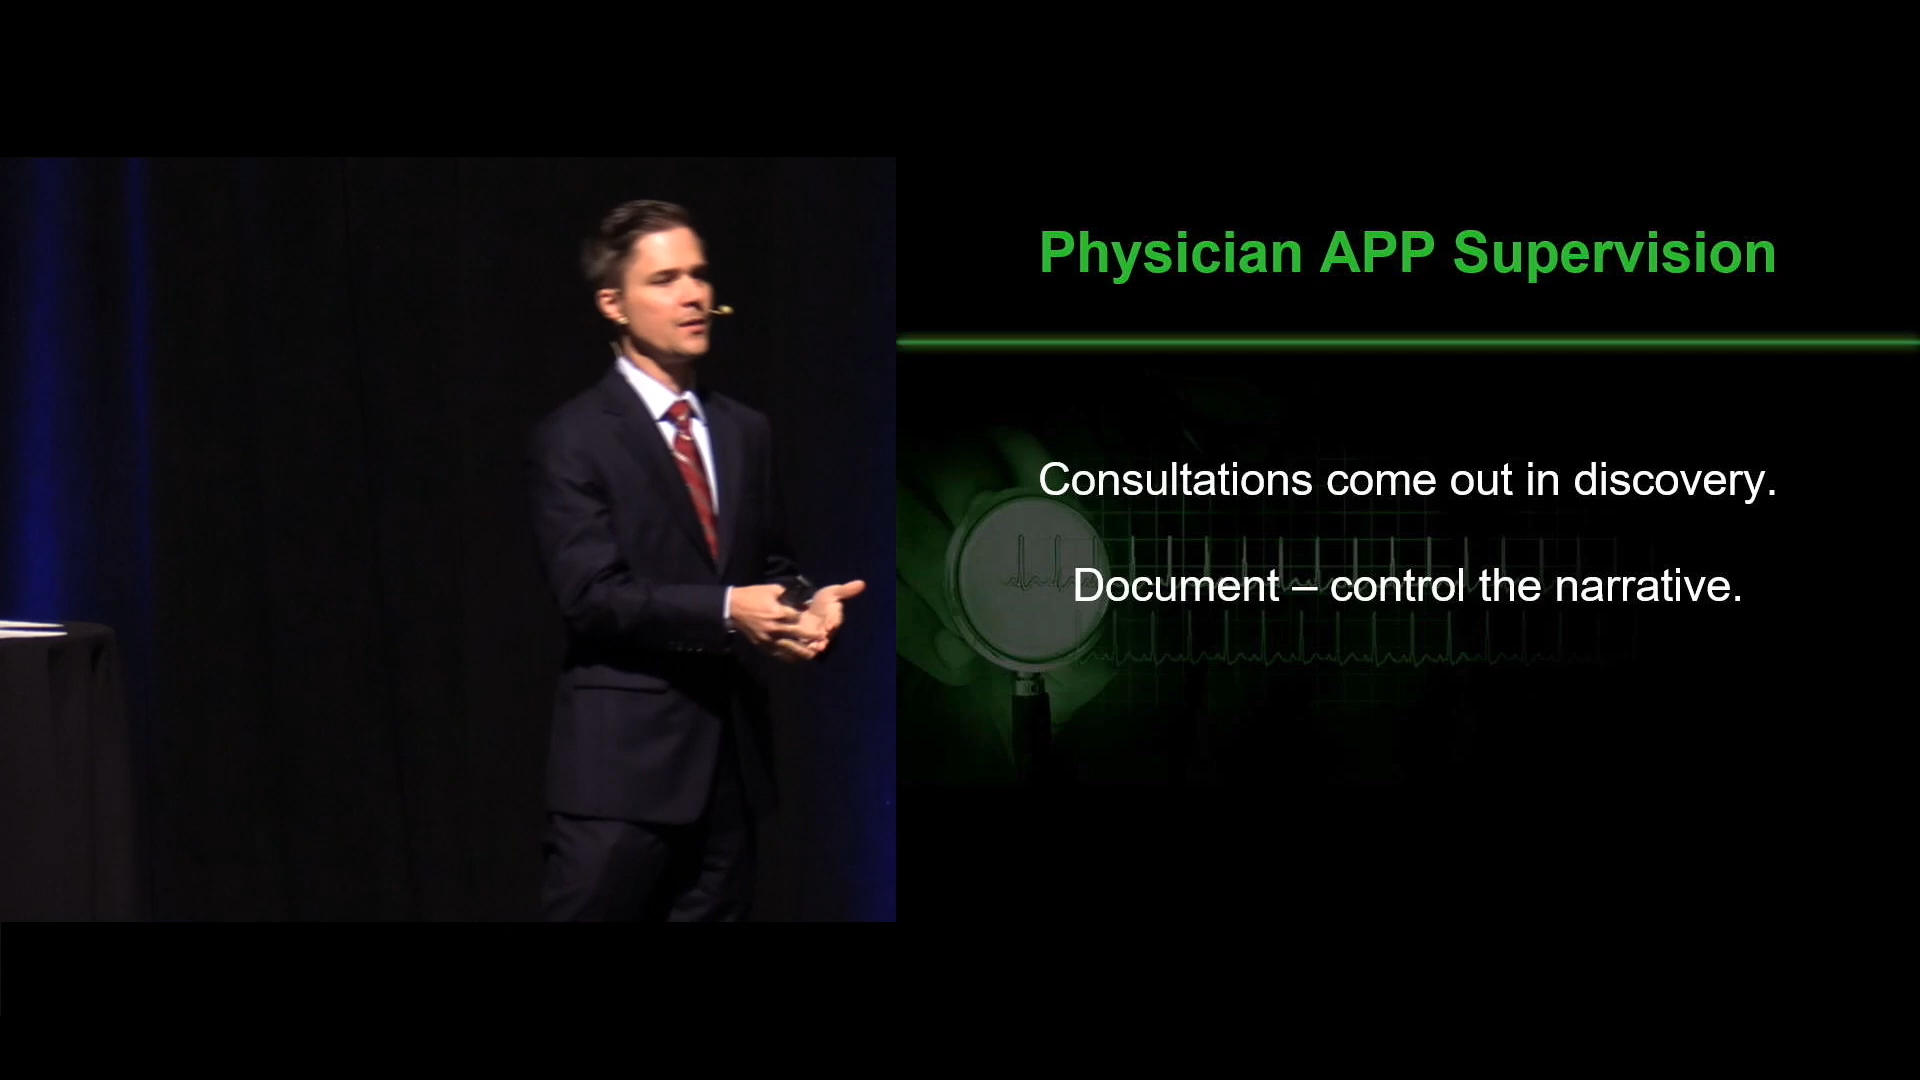 Physician APP Supervision
Consultations come out in discovery.
Document – control the narrative.